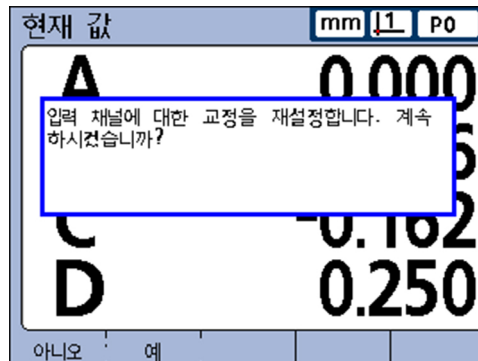 현재 값
mm 1 P0
A 0.000
입력 채널에 대한 교정을 재설정합니다. 계속
하시겠습니까?
C -0.162
D 0.250
아니오 예